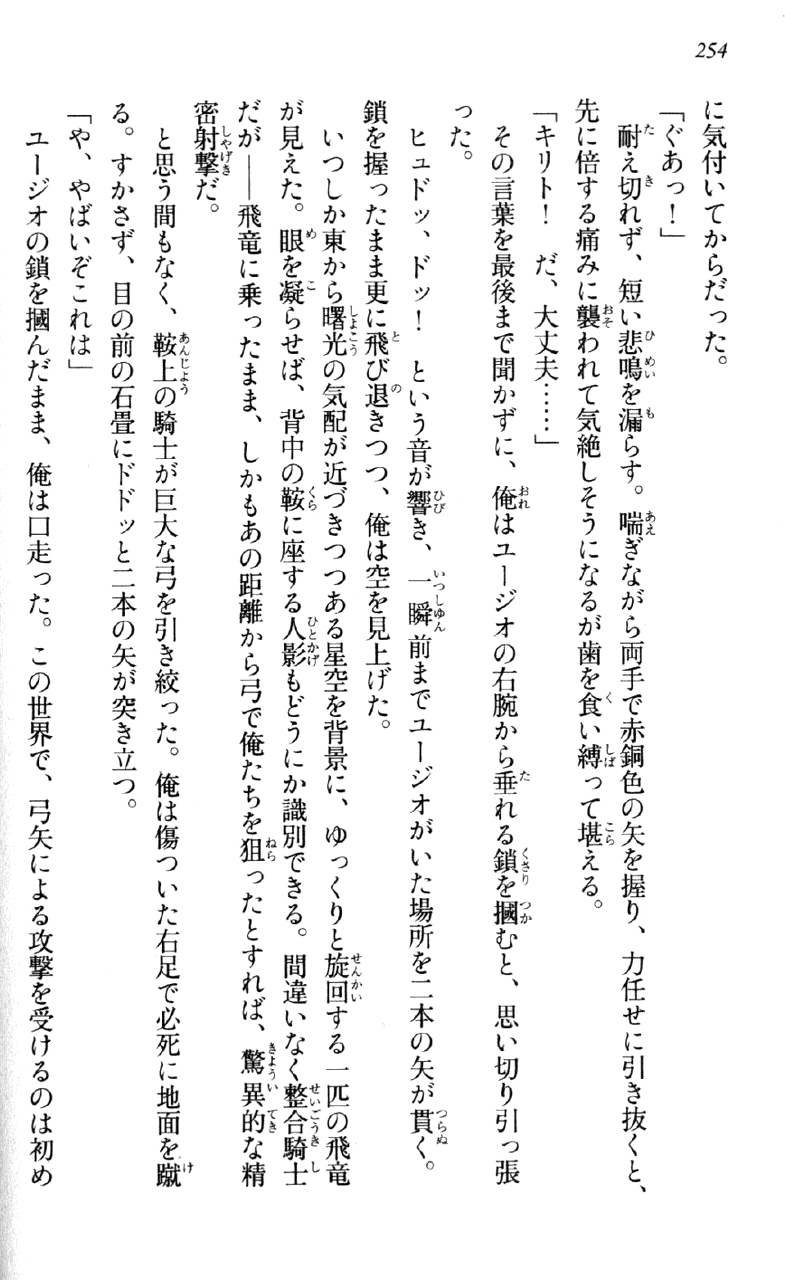 254
に気付いてからだった。
「ぐあっ！」
耐え切れず、短い悲鳴を漏らす。喘ぎながら両手で赤銅色の矢を握り、力任せに引き抜くと、
先に倍する痛みに襲われて気絶しそうになるが歯を食い縛って堪える。
「キリト！　だ、大丈夫……」
その言葉を最後まで聞かずに、俺はユージオの右腕から垂れる鎖を摑むと、思い切り引っ張
った。
ヒュドッ、ドッ！　という音が響き、一瞬前までユージオがいた場所を二本の矢が貫く。
鎖を握ったまま更に飛び退きつつ、俺は空を見上げた。
いつしか東から曙光の気配が近づきつつある星空を背景に、ゆっくりと旋回する一匹の飛竜
が見えた。眼を凝らせば、背中の鞍に座する人影もどうにか識別できる。間違いなく整合騎士
だが――飛竜に乗ったまま、しかもあの距離から弓で俺たちを狙ったとすれば、驚異的な精
密射撃だ。
と思う間もなく、鞍上の騎士が巨大な弓を引き絞った。俺は傷ついた右足で必死に地面を蹴
る。すかさず、目の前の石畳にドドッと二本の矢が突き立つ。
「や、やばいぞこれは」
ユージオの鎖を摑んだまま、俺は口走った。この世界で、弓矢による攻撃を受けるのは初め